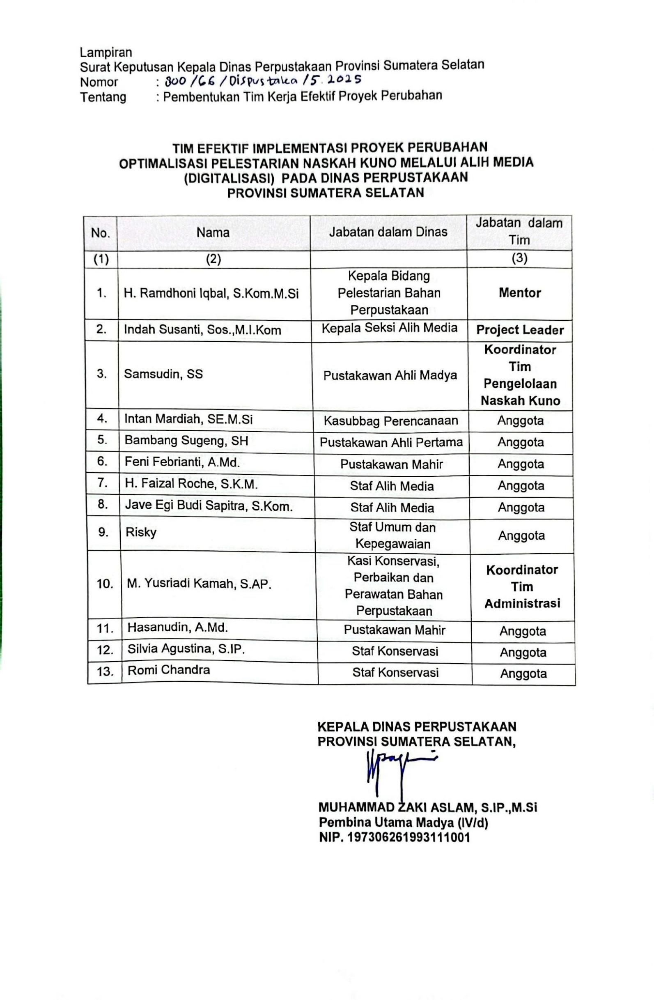 Lampiran
Surat Keputusan Kepala Dinas Perpustakaan Provinsi Sumatera Selatan
Nomor : 800/66/Dispustaka/5.2025
Tentang : Pembentukan Tim Kerja Efektif Proyek Perubahan
TIM EFEKTIF IMPLEMENTASI PROYEK PERUBAHAN
OPTIMALISASI PELESTARIAN NASKAH KUNO MELALUI ALIH MEDIA
(DIGITALISASI) PADA DINAS PERPUSTAKAAN
PROVINSI SUMATERA SELATAN
No. Nama Jabatan dalam Dinas Jabatan dalam
Tim
(1) (2) (3)
1. H. Ramdhoni Iqbal, S.Kom.M.Si Kepala Bidang
Pelestarian Bahan
Perpustakaan Mentor
2. Indah Susanti, Sos.,M.I.Kom Kepala Seksi Alih Media Project Leader
3. Samsudin, SS Pustakawan Ahli Madya Koordinator
Tim
Pengelolaan
Naskah Kuno
4. Intan Mardiah, SE.M.Si Kasubbag Perencanaan Anggota
5. Bambang Sugeng, SH Pustakawan Ahli Pertama Anggota
6. Feni Febrianti, A.Md. Pustakawan Mahir Anggota
7. H. Faizal Roche, S.K.M. Staf Alih Media Anggota
8. Jave Egi Budi Sapitra, S.Kom. Staf Alih Media Anggota
9. Risky Staf Umum dan
Kepegawaian Anggota
10. M. Yusriadi Kamah, S.AP. Kasi Konservasi,
Perbaikan dan
Perawatan Bahan
Perpustakaan Koordinator
Tim
Administrasi
11. Hasanudin, A.Md. Pustakawan Mahir Anggota
12. Silvia Agustina, S.IP. Staf Konservasi Anggota
13. Romi Chandra Staf Konservasi Anggota
KEPALA DINAS PERPUSTAKAAN
PROVINSI SUMATERA SELATAN,
MUHAMMAD ZAKI ASLAM, S.IP.,M.Si
Pembina Utama Madya (IV/d)
NIP. 197306261993111001